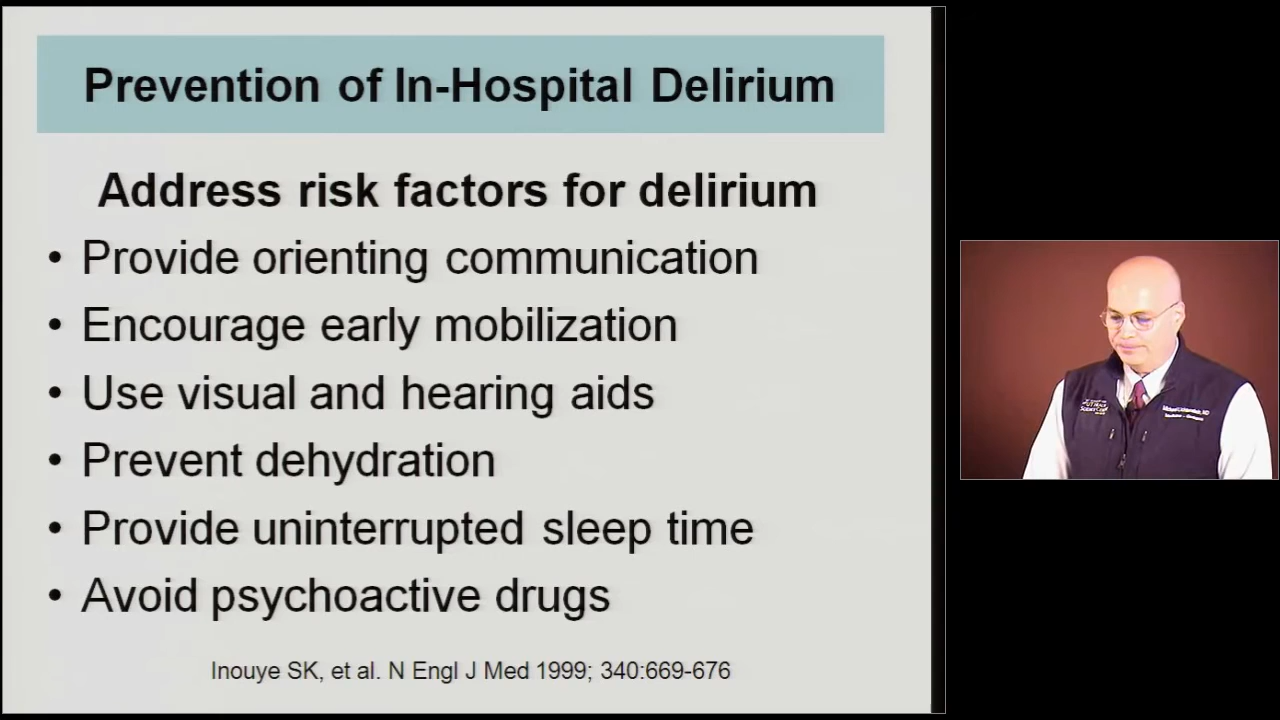 Prevention of In-Hospital Delirium
Address risk factors for delirium
• Provide orienting communication
• Encourage early mobilization
• Use visual and hearing aids
• Prevent dehydration
• Provide uninterrupted sleep time
• Avoid psychoactive drugs
Inouye SK, et al. N Engl J Med 1999; 340:669-676